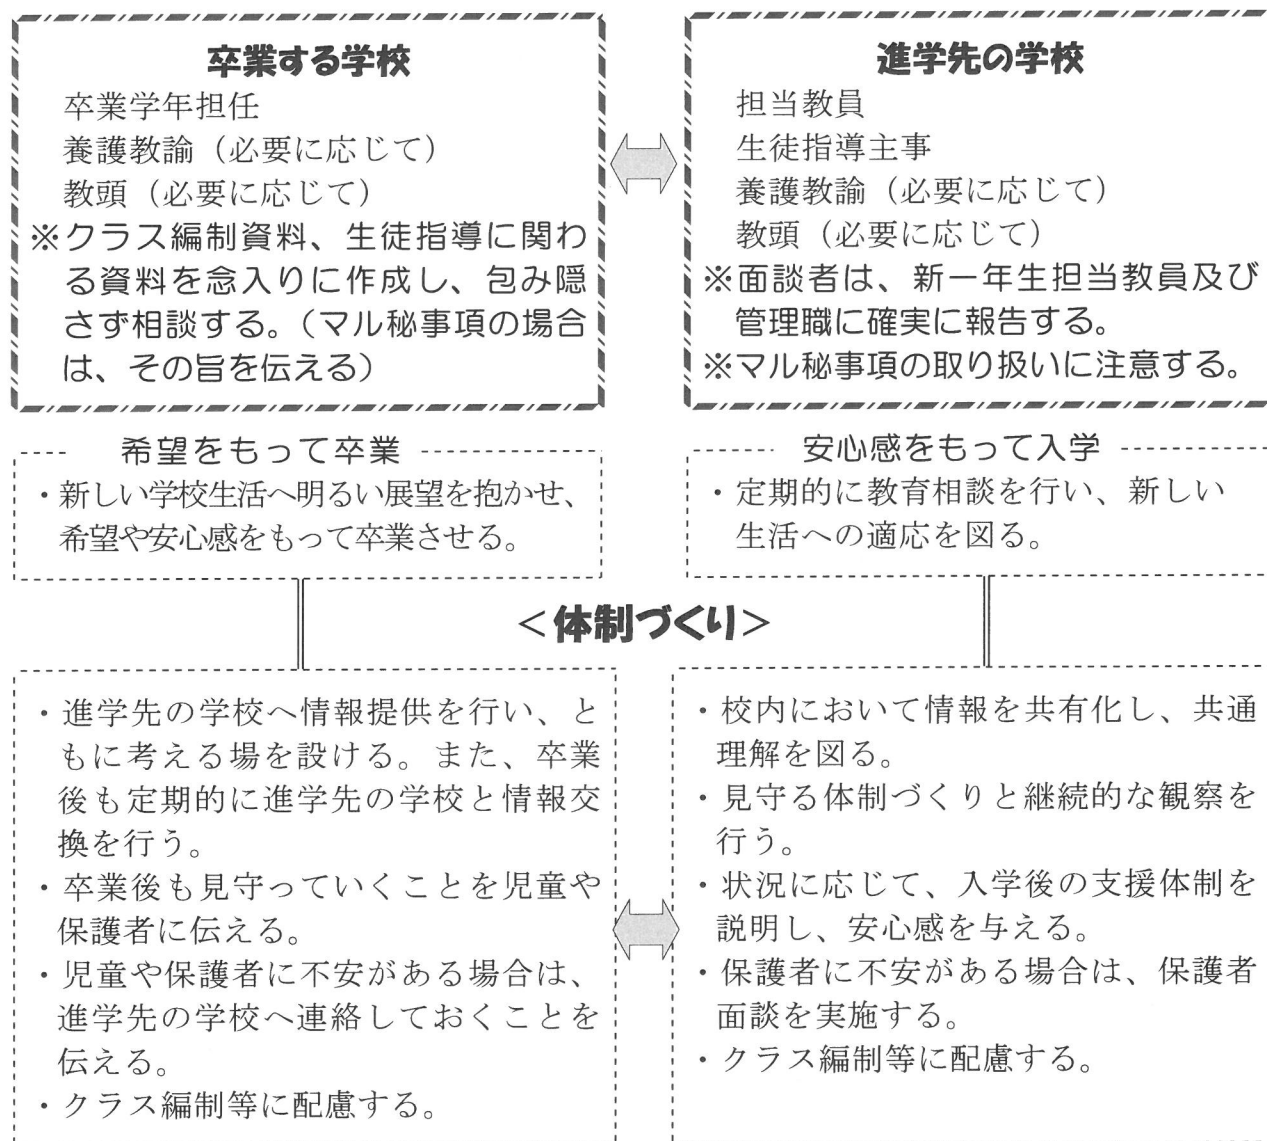 卒業する学校
卒業学年担任
養護教諭（必要に応じて）
教頭（必要に応じて）
※クラス編制資料、生徒指導に関わ
る資料を念入りに作成し、包み隠
さず相談する。（マル秘事項の場合
は、その旨を伝える）
進学先の学校
担当教員
生徒指導主事
養護教諭（必要に応じて）
教頭（必要に応じて）
※面談者は、新一年生担当教員及び
管理職に確実に報告する。
※マル秘事項の取り扱いに注意する。
希望をもって卒業
・新しい学校生活へ明るい展望を抱かせ、
希望や安心感をもって卒業させる。
安心感をもって入学
・定期的に教育相談を行い、新しい
生活への適応を図る。
＜体制づくり＞
・進学先の学校へ情報提供を行い、と
もに考える場を設ける。また、卒業
後も定期的に進学先の学校と情報交
換を行う。
・卒業後も見守っていくことを児童や
保護者に伝える。
・児童や保護者に不安がある場合は、
進学先の学校へ連絡しておくことを
伝える。
・クラス編制等に配慮する。
・校内において情報を共有化し、共通
理解を図る。
・見守る体制づくりと継続的な観察を
行う。
・状況に応じて、入学後の支援体制を
説明し、安心感を与える。
・保護者に不安がある場合は、保護者
面談を実施する。
・クラス編制等に配慮する。